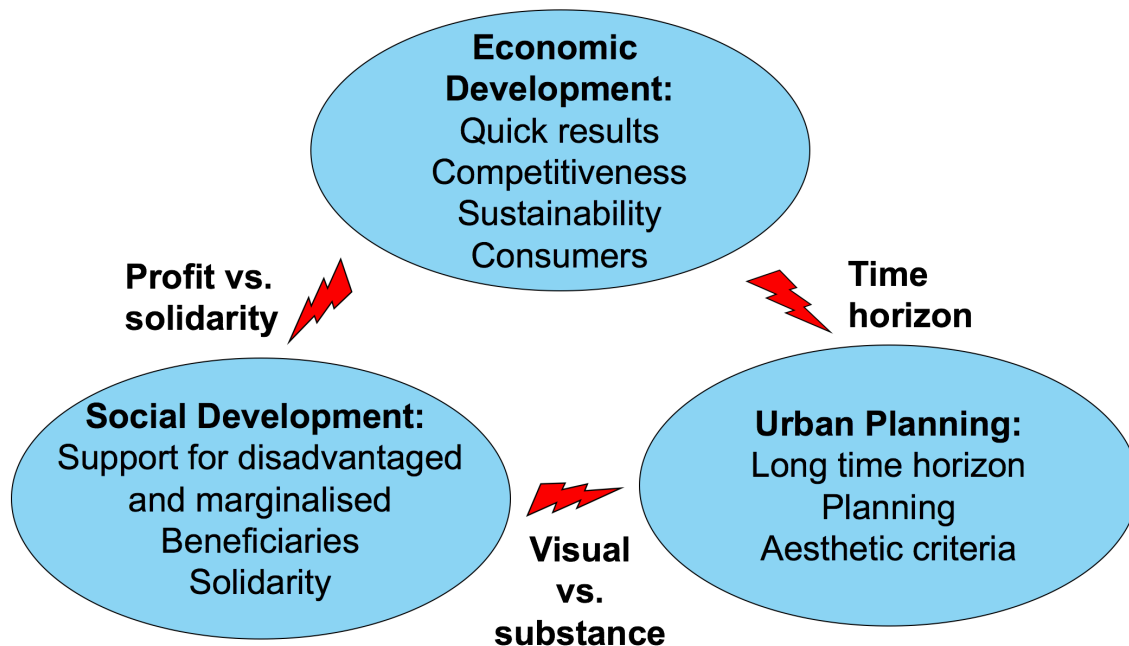 Economic
Development:
Quick results
Competitiveness
Sustainability
Consumers
Profit vs.
solidarity
Time
horizon
Social Development:
Support for disadvantaged
and marginalised
Beneficiaries
Solidarity
Urban Planning:
Long time horizon
Planning
Aesthetic criteria
Visual
vs.
substance